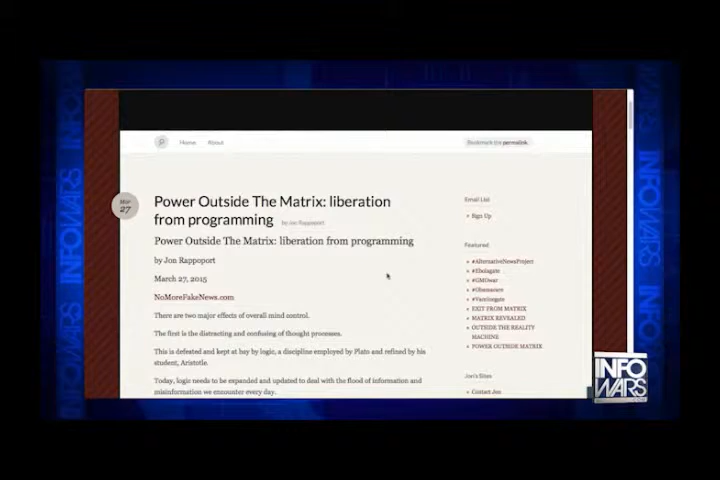 Home About
Bookmark the permalink.
Mar
27
Power Outside The Matrix: liberation
from programming by Jon Rappoport
Power Outside The Matrix: liberation from programming
by Jon Rappoport
March 27, 2015
NoMoreFakeNews.com
There are two major effects of overall mind control.
The first is the distracting and confusing of thought processes.
This is defeated and kept at bay by logic, a discipline employed by Plato and refined by his
student, Aristotle.
Today, logic needs to be expanded and updated to deal with the flood of information and
misinformation we encounter every day.
Email List
Sign Up
Featured
#AlternativeNewsProject
#Ebolagate
#GMOwar
#Obamacare
#Vaccinegate
EXIT FROM MATRIX
MATRIX REVEALED
OUTSIDE THE REALITY
MACHINE
POWER OUTSIDE MATRIX
Jon's Sites
Contact Jon
INFOWARS
INFOWARS
INFO
WARS
.COM